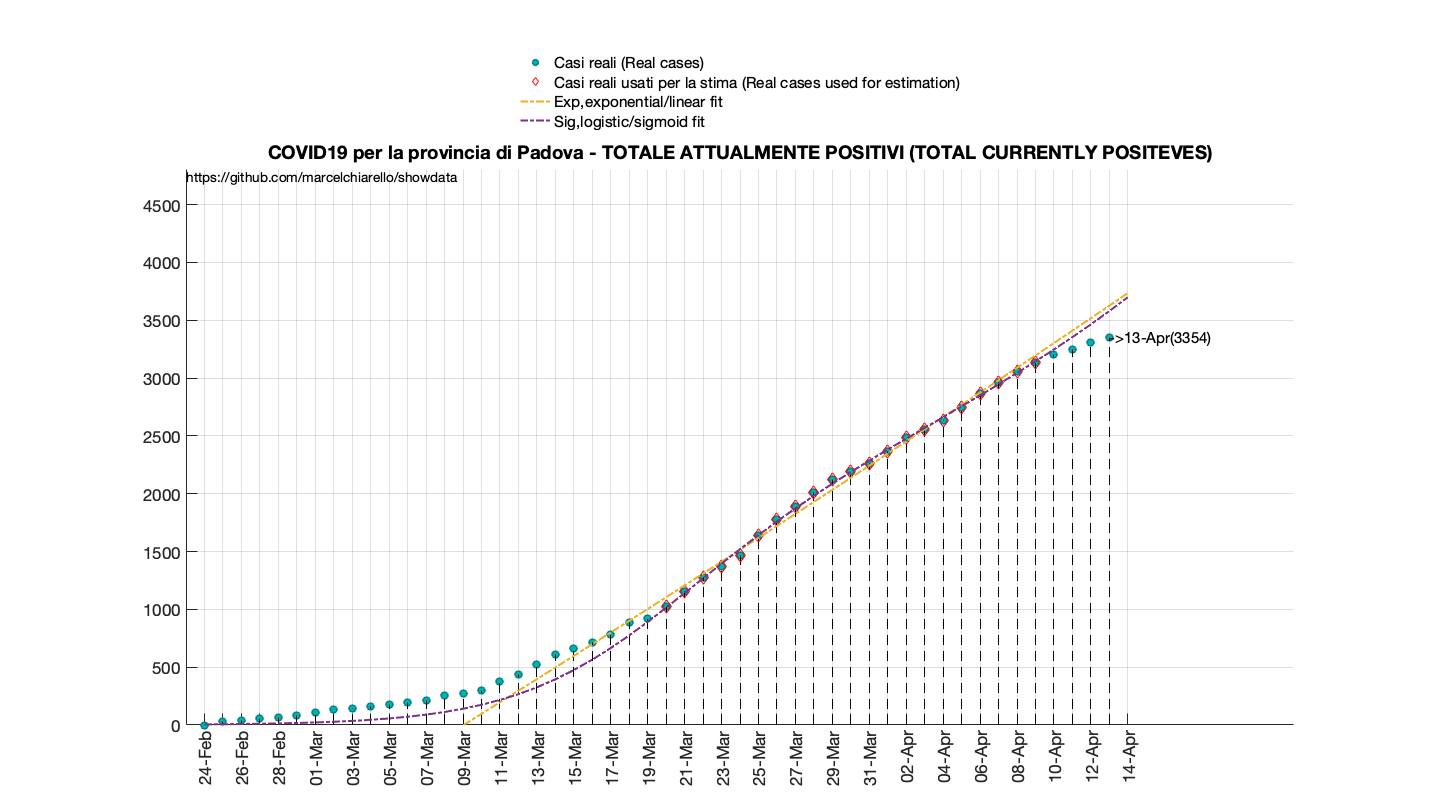 Casi reali (Real cases)
Casi reali usati per la stima (Real cases used for estimation)
Exp,exponential/linear fit
Sig,logistic/sigmoid fit
COVID19 per la provincia di Padova - TOTALE ATTUALMENTE POSITIVI (TOTAL CURRENTLY POSITEVES)
https://github.com/marcelchiarello/showdata
4500
4000
3500
->13-Apr(3354)
3000
2500
2000
1500
1000
500
0
24-Feb
26-Feb
28-Feb
01-Mar
03-Mar
05-Mar
07-Mar
09-Mar
11-Mar
13-Mar
15-Mar
17-Mar
19-Mar
21-Mar
23-Mar
25-Mar
27-Mar
29-Mar
31-Mar
02-Apr
04-Apr
06-Apr
08-Apr
10-Apr
12-Apr
14-Apr